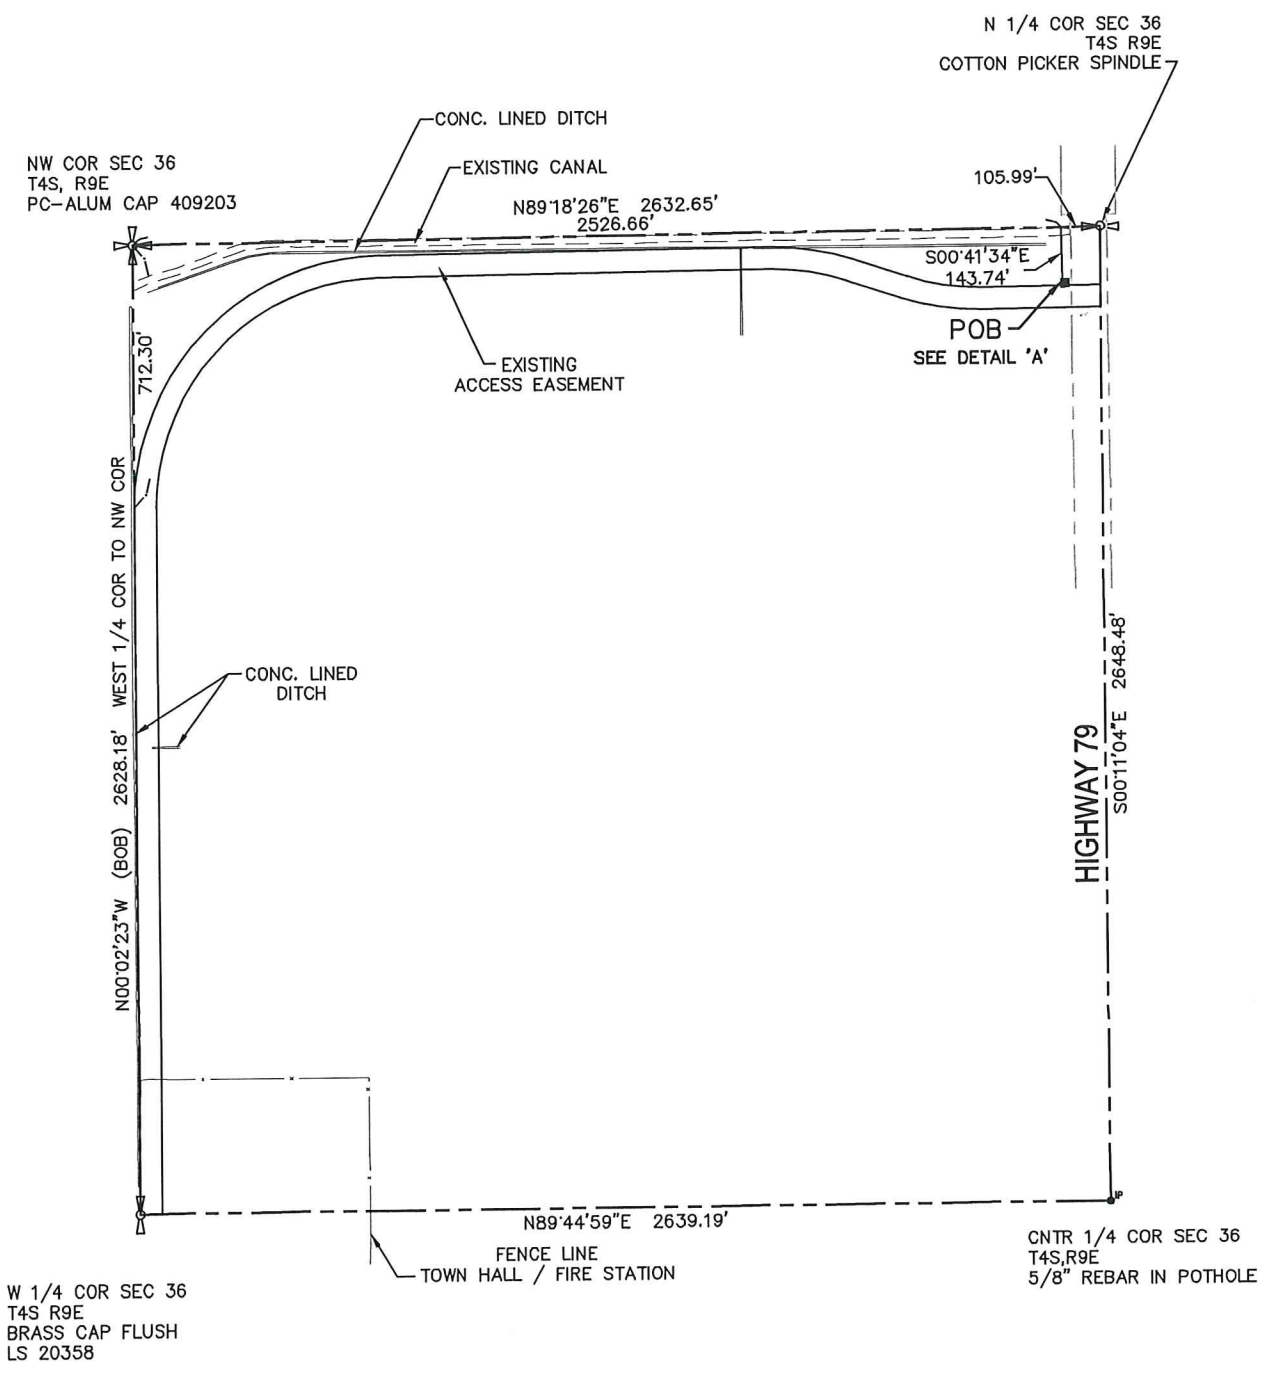 N 1/4 COR SEC 36
T4S R9E
COTTON PICKER SPINDLE
CONC. LINED DITCH
EXISTING CANAL
NW COR SEC 36
T4S, R9E
PC-ALUM CAP 409203
105.99'
N89°18'26"E 2632.65'
2526.66'
S00°41'34"E
143.74'
POB
SEE DETAIL 'A'
712.30'
EXISTING
ACCESS EASEMENT
N00°02'23"W (BOB) 2628.18' WEST 1/4 COR TO NW COR
CONC. LINED
DITCH
HIGHWAY 79
S00°11'04"E 2648.48'
IP
N89°44'59"E 2639.19'
FENCE LINE
TOWN HALL / FIRE STATION
CNTR 1/4 COR SEC 36
T4S,R9E
5/8" REBAR IN POTHOLE
W 1/4 COR SEC 36
T4S R9E
BRASS CAP FLUSH
LS 20358